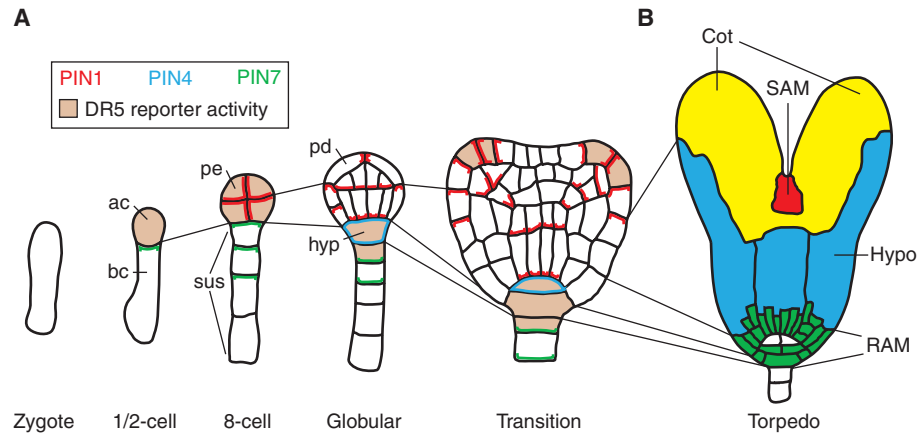 A
B
PIN1 PIN4 PIN7
DR5 reporter activity
Cot
SAM
pd
pe
ac
hyp
bc
sus
Hypo
RAM
Zygote 1/2-cell 8-cell Globular Transition Torpedo